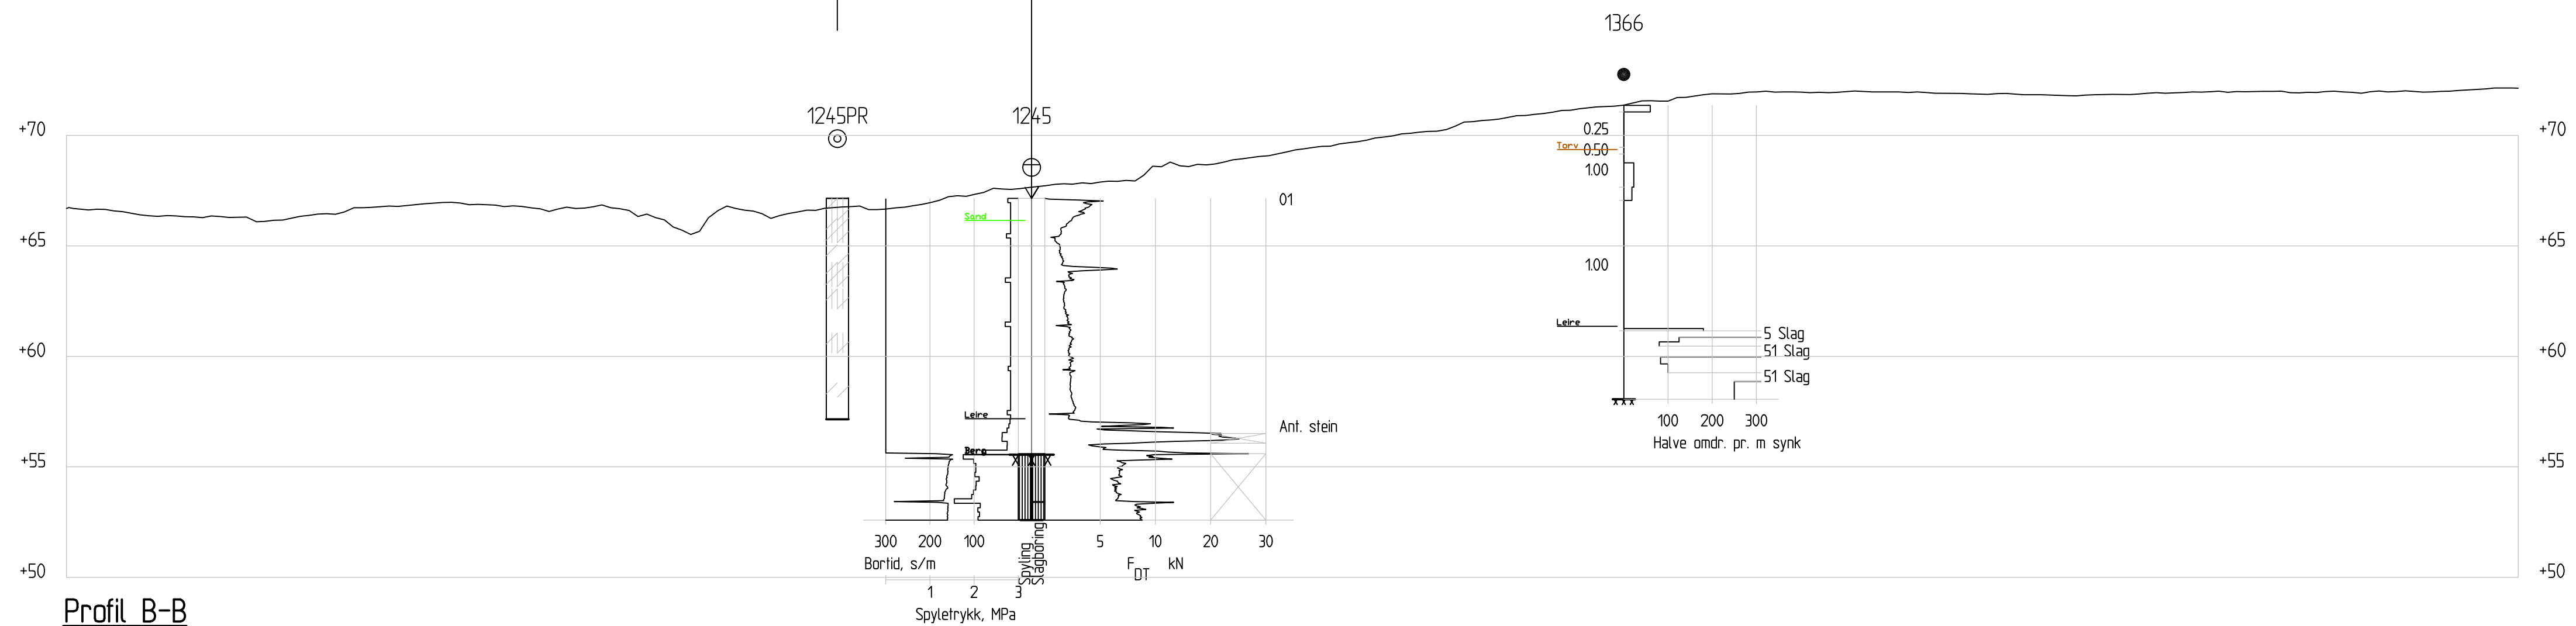 1366
1245PR
1245
+70
+70
0.25
Torv
0.50
1.00
01
Sand
+65
+65
1.00
Leire
5 Slag
51 Slag
+60
+60
51 Slag
Leire
100 200 300
Ant. stein
Halve omdr. pr. m synk
Berg
+55
+55
300 200 100
5 10 20 30
Spyling
Slagboring
Bortid, s/m
FDT kN
+50
+50
1 2 3
Spyletrykk, MPa
Profil B-B